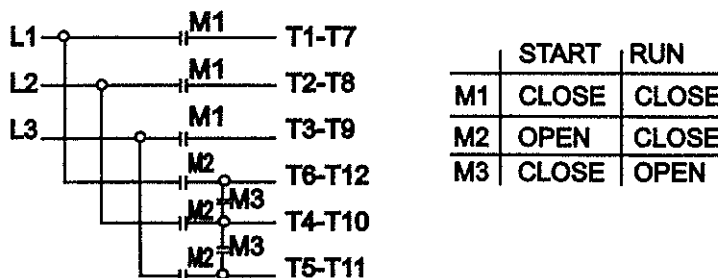 L1 M1 T1-T7
L2 M1 T2-T8
L3 M1 T3-T9
M2 T6-T12
M3
M2 T4-T10
M3
M2 T5-T11
START RUN
M1 CLOSE CLOSE
M2 OPEN CLOSE
M3 CLOSE OPEN